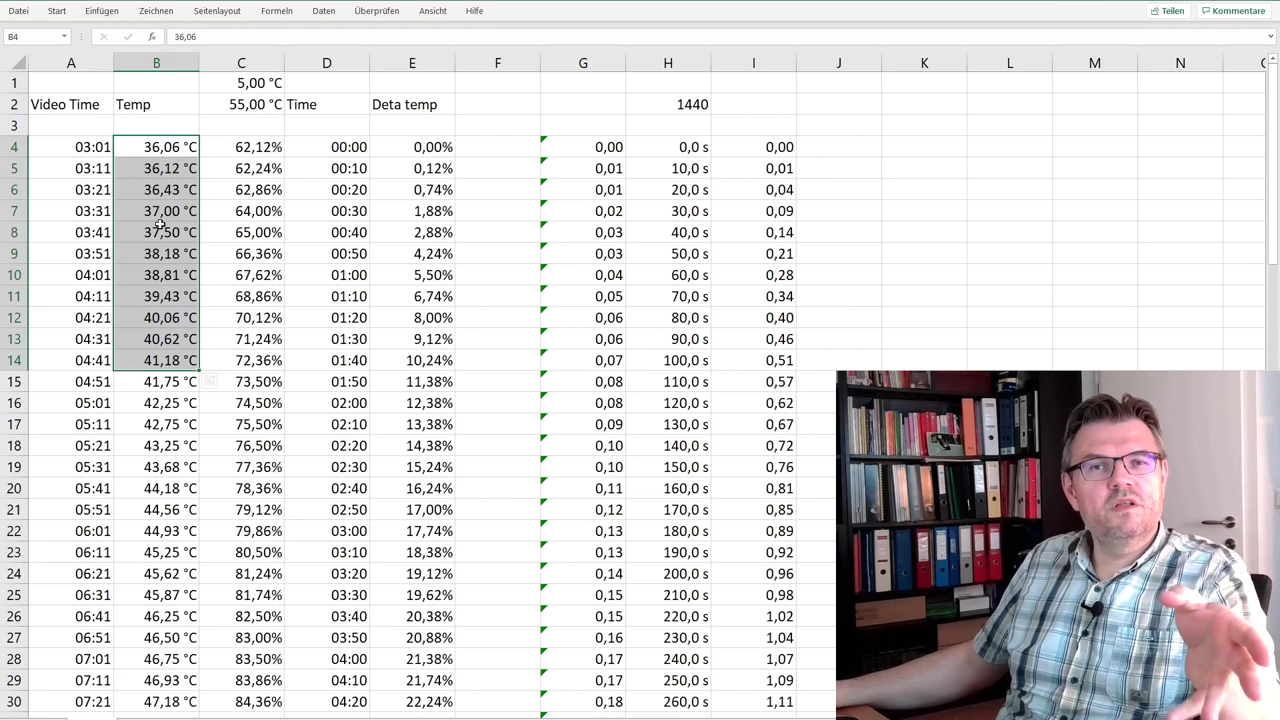 Datei Start Einfügen Zeichnen Seitenlayout Formeln Daten Überprüfen Ansicht Hilfe Teilen Kommentare
B4 fx 36,06
A B C D E F G H I J K L M N
1 5,00 °C
2 Video Time Temp 55,00 °C Time Deta temp 1440
3
4 03:01 36,06 °C 62,12% 00:00 0,00% 0,00 0,0 s 0,00
5 03:11 36,12 °C 62,24% 00:10 0,12% 0,01 10,0 s 0,01
6 03:21 36,43 °C 62,86% 00:20 0,74% 0,01 20,0 s 0,04
7 03:31 37,00 °C 64,00% 00:30 1,88% 0,02 30,0 s 0,09
8 03:41 37,50 °C 65,00% 00:40 2,88% 0,03 40,0 s 0,14
9 03:51 38,18 °C 66,36% 00:50 4,24% 0,03 50,0 s 0,21
10 04:01 38,81 °C 67,62% 01:00 5,50% 0,04 60,0 s 0,28
11 04:11 39,43 °C 68,86% 01:10 6,74% 0,05 70,0 s 0,34
12 04:21 40,06 °C 70,12% 01:20 8,00% 0,06 80,0 s 0,40
13 04:31 40,62 °C 71,24% 01:30 9,12% 0,06 90,0 s 0,46
14 04:41 41,18 °C 72,36% 01:40 10,24% 0,07 100,0 s 0,51
15 04:51 41,75 °C 73,50% 01:50 11,38% 0,08 110,0 s 0,57
16 05:01 42,25 °C 74,50% 02:00 12,38% 0,08 120,0 s 0,62
17 05:11 42,75 °C 75,50% 02:10 13,38% 0,09 130,0 s 0,67
18 05:21 43,25 °C 76,50% 02:20 14,38% 0,10 140,0 s 0,72
19 05:31 43,68 °C 77,36% 02:30 15,24% 0,10 150,0 s 0,76
20 05:41 44,18 °C 78,36% 02:40 16,24% 0,11 160,0 s 0,81
21 05:51 44,56 °C 79,12% 02:50 17,00% 0,12 170,0 s 0,85
22 06:01 44,93 °C 79,86% 03:00 17,74% 0,13 180,0 s 0,89
23 06:11 45,25 °C 80,50% 03:10 18,38% 0,13 190,0 s 0,92
24 06:21 45,62 °C 81,24% 03:20 19,12% 0,14 200,0 s 0,96
25 06:31 45,87 °C 81,74% 03:30 19,62% 0,15 210,0 s 0,98
26 06:41 46,25 °C 82,50% 03:40 20,38% 0,15 220,0 s 1,02
27 06:51 46,50 °C 83,00% 03:50 20,88% 0,16 230,0 s 1,04
28 07:01 46,75 °C 83,50% 04:00 21,38% 0,17 240,0 s 1,07
29 07:11 46,93 °C 83,86% 04:10 21,74% 0,17 250,0 s 1,09
30 07:21 47,18 °C 84,36% 04:20 22,24% 0,18 260,0 s 1,11